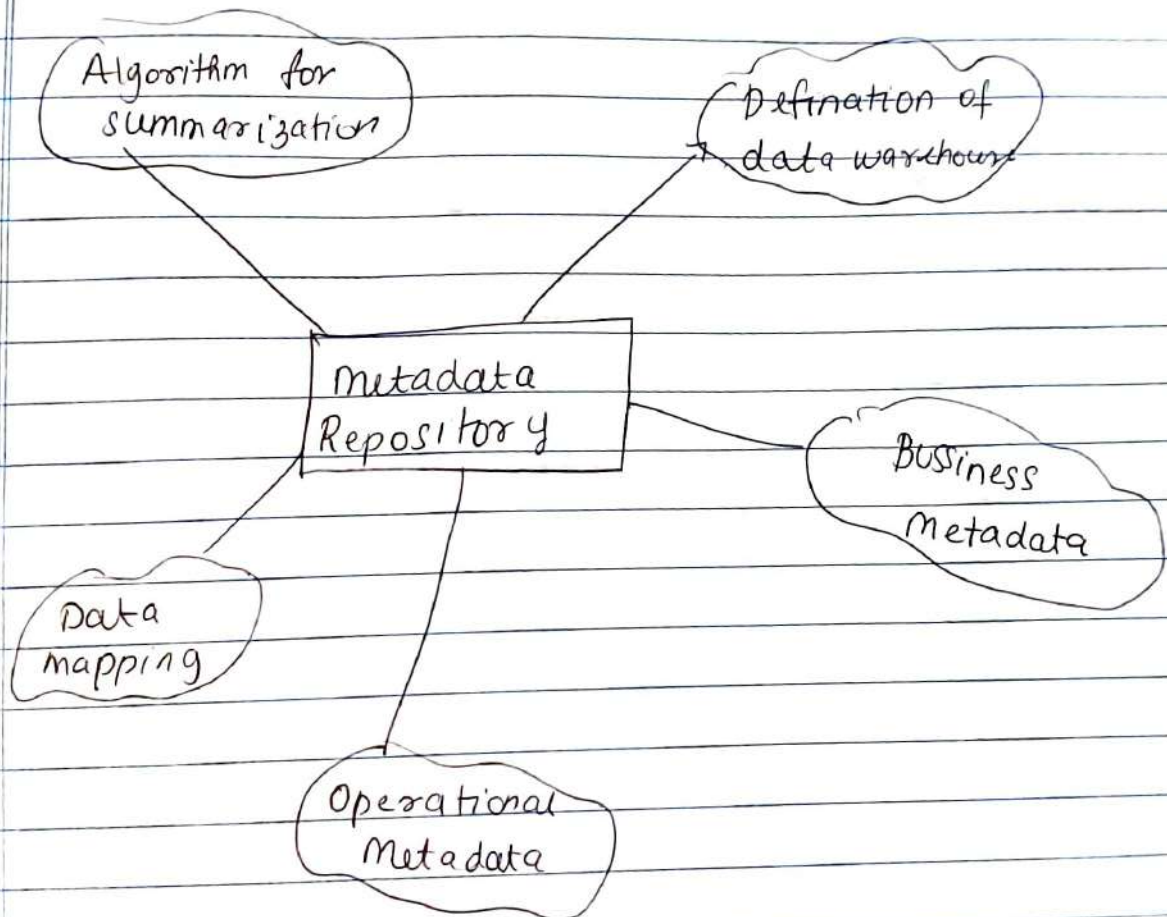 Algorithm for
summarization
Defination of
data warehouse
Metadata
Repository
Bussiness
Metadata
Data
mapping
Operational
Metadata